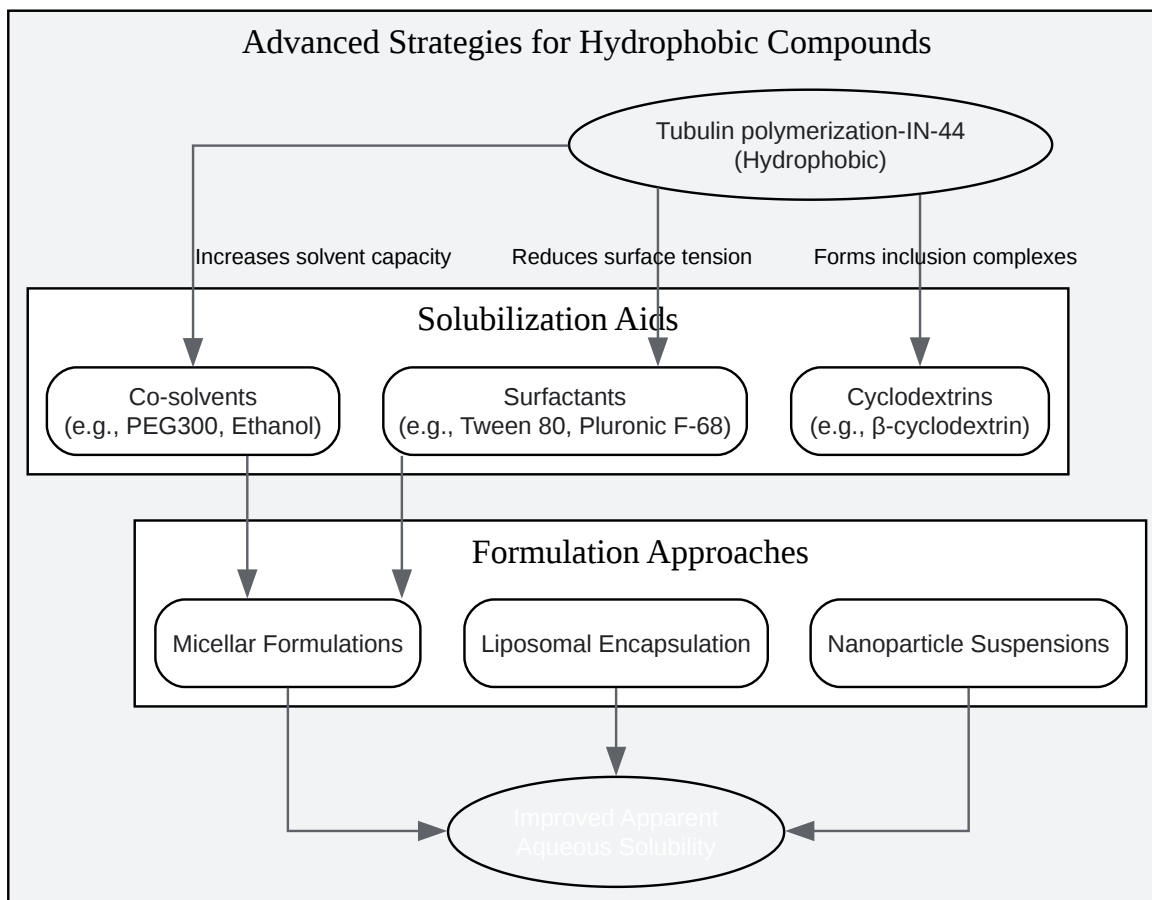 Advanced Strategies for Hydrophobic Compounds
Tubulin polymerization-IN-44
(Hydrophobic)
Increases solvent capacity
Reduces surface tension
Forms inclusion complexes
Solubilization Aids
Co-solvents
(e.g., PEG300, Ethanol)
Surfactants
(e.g., Tween 80, Pluronic F-68)
Cyclodextrins
(e.g., β-cyclodextrin)
Formulation Approaches
Micellar Formulations
Liposomal Encapsulation
Nanoparticle Suspensions
Improved Apparent
Aqueous Solubility